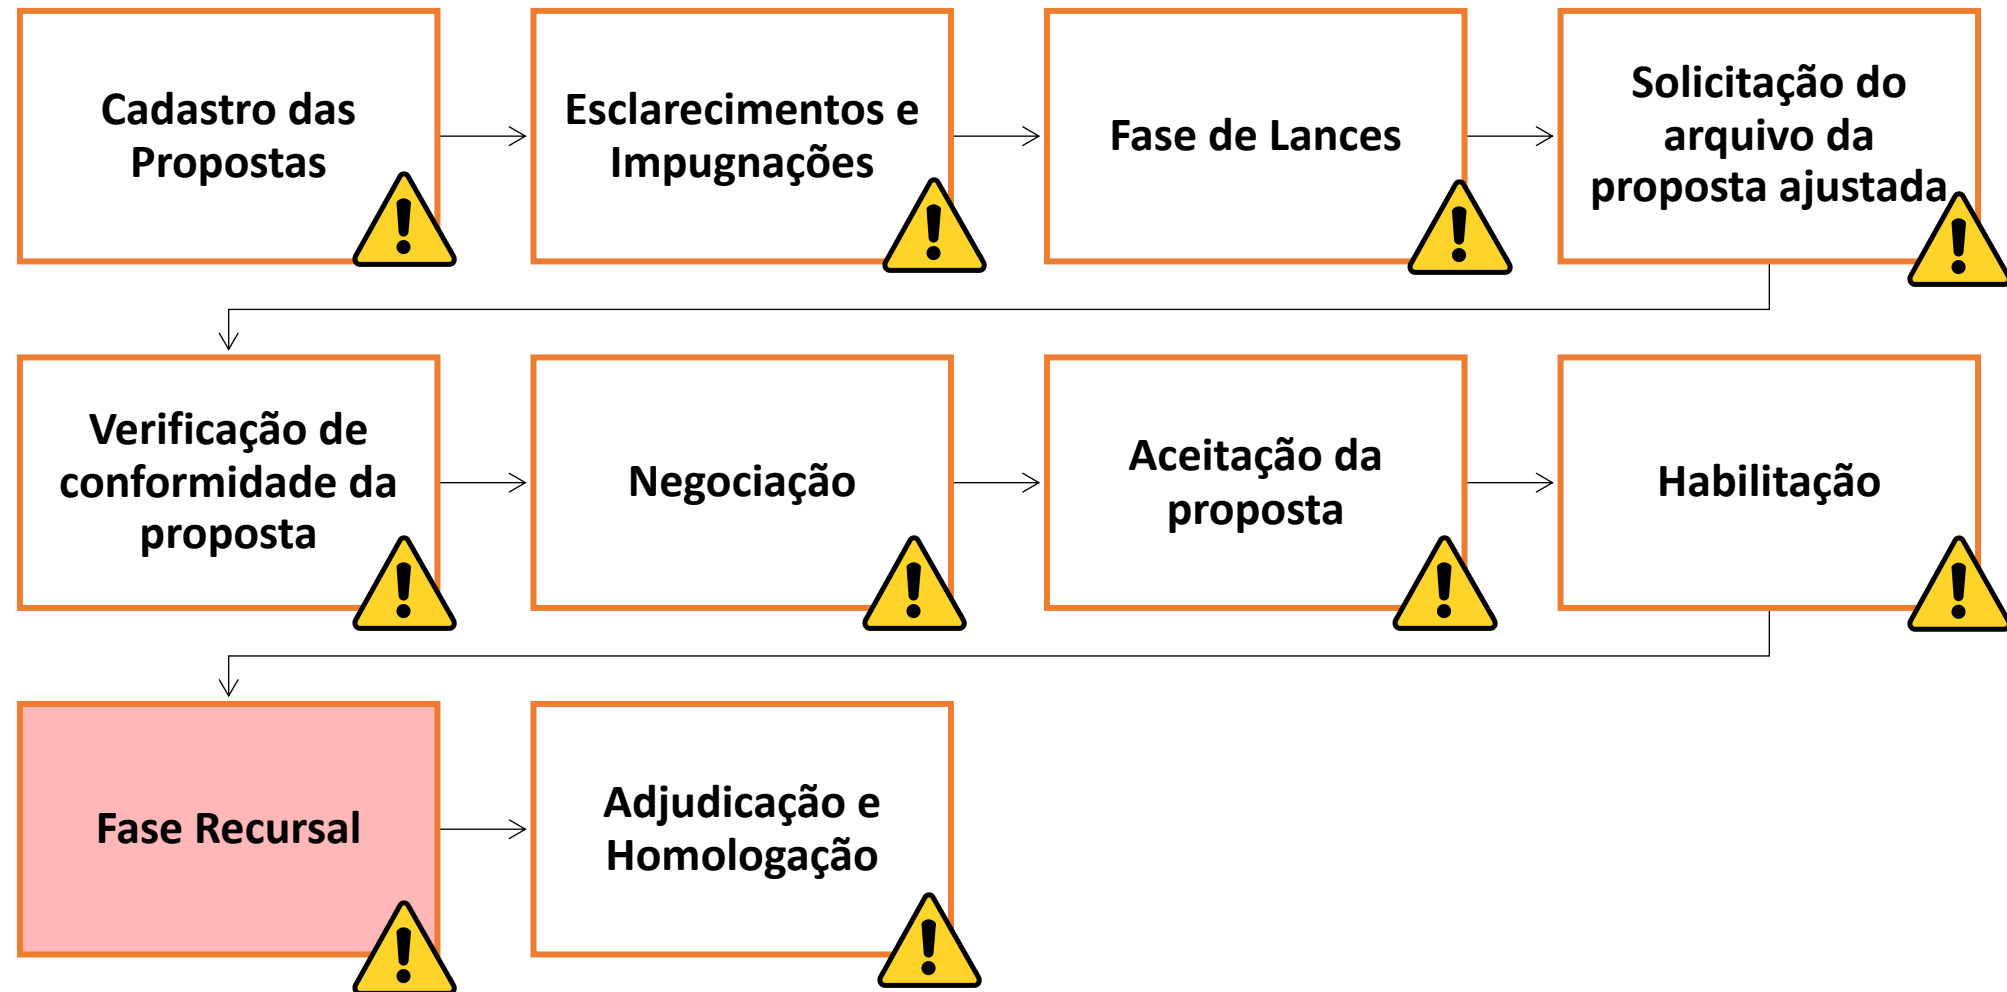 Cadastro das
Propostas
Esclarecimentos e
Impugnações
Fase de Lances
Solicitação do
arquivo da
proposta ajustada
Verificação de
conformidade da
proposta
Negociação
Aceitação da
proposta
Habilitação
Fase Recursal
Adjudicação e
Homologação